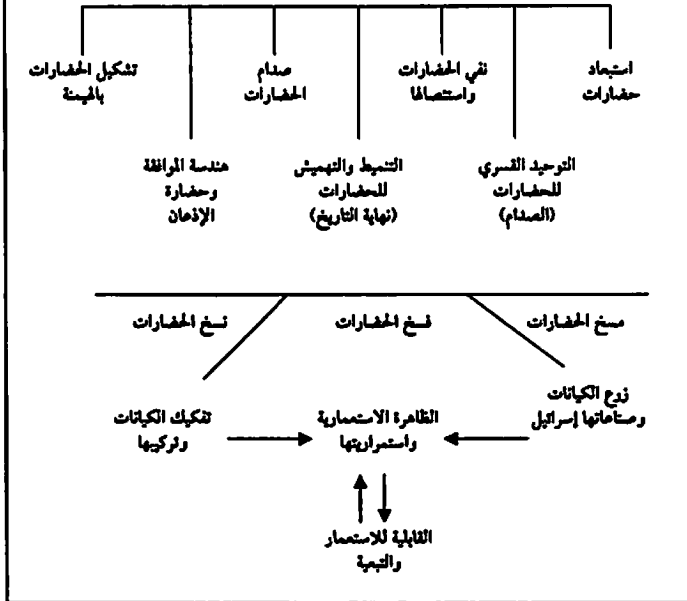 استبعاد
حضارات
نفي الحضارات
واستئصالها
صدام
الحضارات
تشكيل الحضارات
بالهيمنة
التوحيد القسري
للحضارات
(الصدام)
التنميط والتهميش
للحضارات
(نهاية التاريخ)
هندسة الموافقة
وحضارة
الإذعان
مسخ الحضارات
فسخ الحضارات
نسخ الحضارات
زرع الكيانات
وصناعاتها إسرائيل
الظاهرة الاستعمارية
واستمراريتها
تفكيك الكيانات
وتركيبها
القابلية للاستعمار
والتبعية